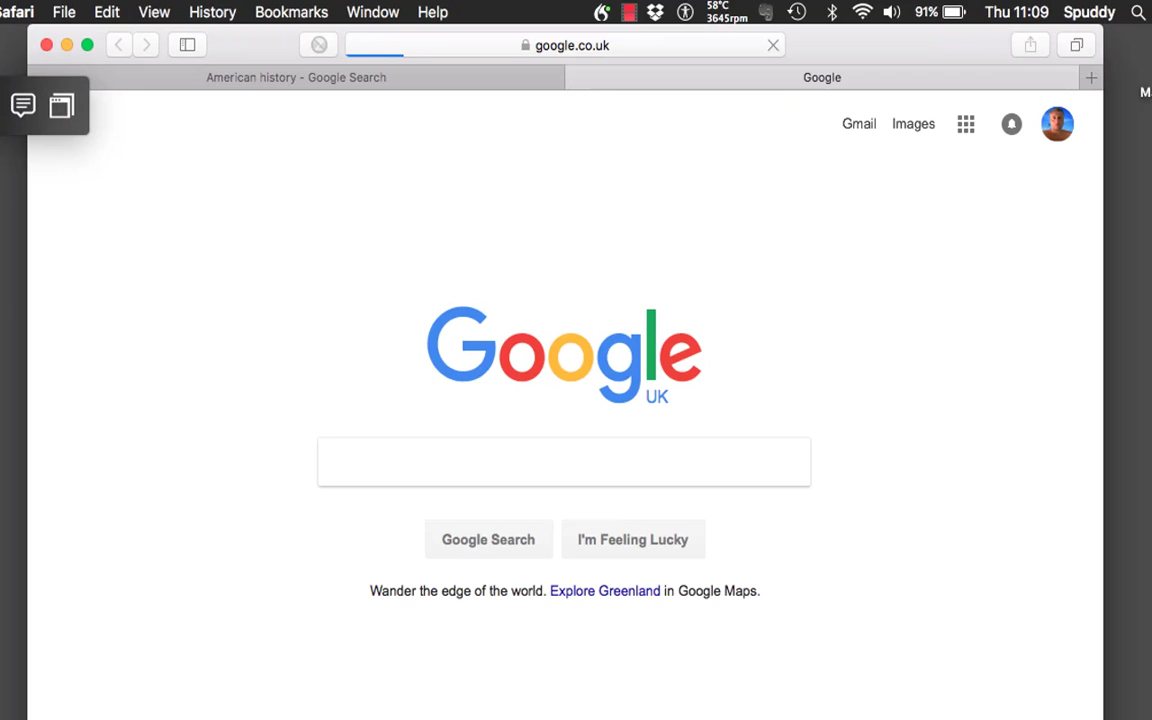 Safari File Edit View History Bookmarks Window Help 58°C 3645rpm 91% Thu 11:09 Spuddy
google.co.uk
American history - Google Search Google +
Gmail Images
Google
UK
Google Search I'm Feeling Lucky
Wander the edge of the world. Explore Greenland in Google Maps.